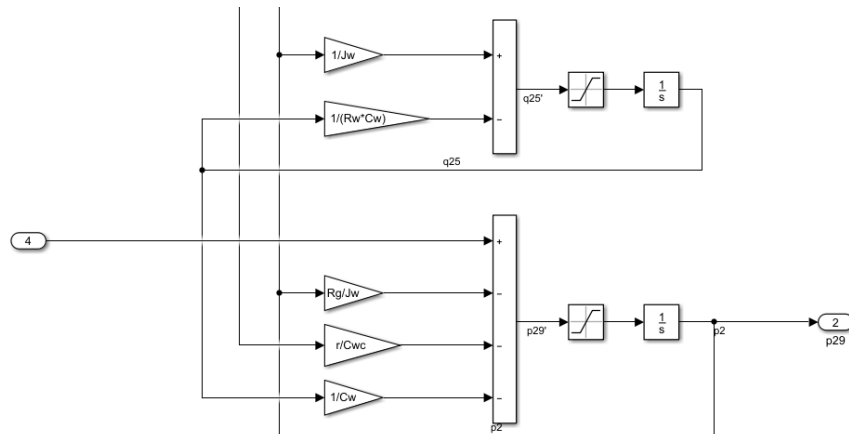 1/Jw
+
q25'
1
s
1/(Rw*Cw)
−
q25
4
+
Rg/Jw
−
p29'
1
s
p2
2
p29
r/Cwc
−
1/Cw
−
p2